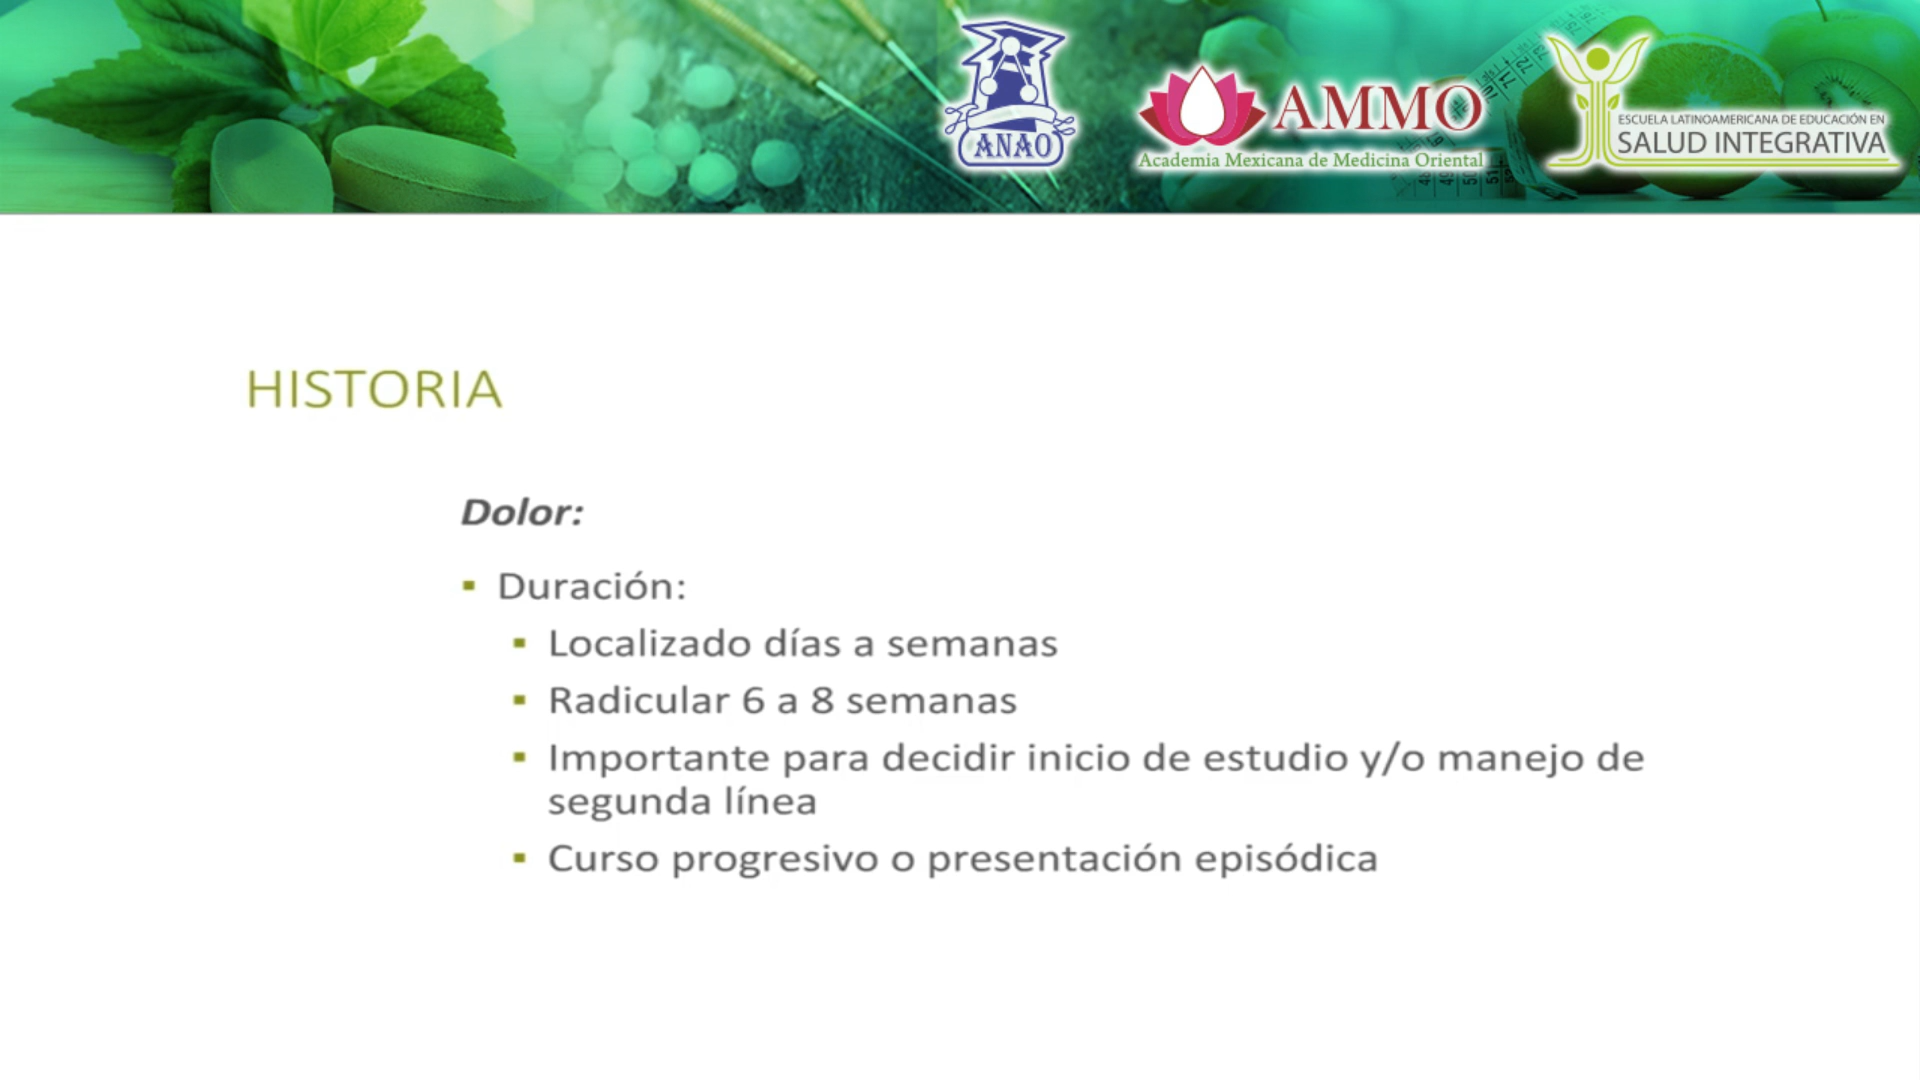 ANAO
AMMO
Academia Mexicana de Medicina Oriental
ESCUELA LATINOAMERICANA DE EDUCACIÓN EN
SALUD INTEGRATIVA
HISTORIA
Dolor:
▪ Duración:
▪ Localizado días a semanas
▪ Radicular 6 a 8 semanas
▪ Importante para decidir inicio de estudio y/o manejo de
segunda línea
▪ Curso progresivo o presentación episódica